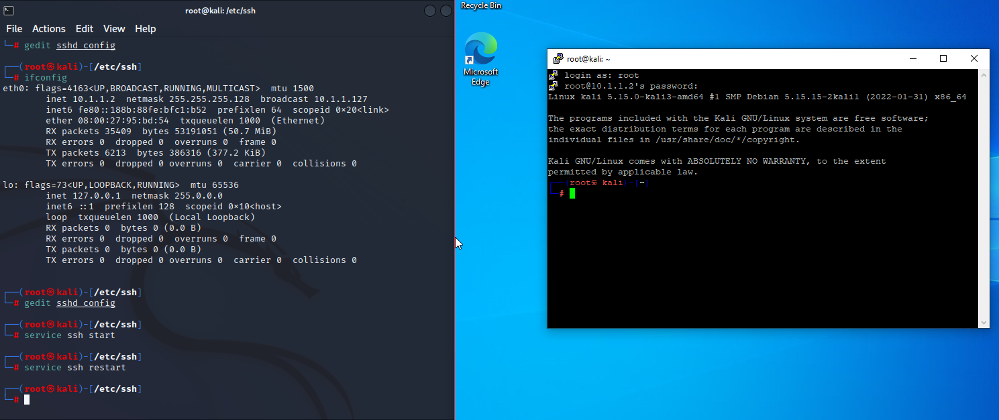 root@kali: /etc/ssh
File Actions Edit View Help
└─# gedit sshd_config
┌──(root㉿kali)-[/etc/ssh]
└─# ifconfig
eth0: flags=4163<UP,BROADCAST,RUNNING,MULTICAST>  mtu 1500
inet 10.1.1.2  netmask 255.255.255.128  broadcast 10.1.1.127
inet6 fe80::188b:88fe:bfc1:b52  prefixlen 64  scopeid 0×20<link>
ether 08:00:27:95:bd:54  txqueuelen 1000  (Ethernet)
RX packets 35409  bytes 53191051 (50.7 MiB)
RX errors 0  dropped 0  overruns 0  frame 0
TX packets 6213  bytes 386316 (377.2 KiB)
TX errors 0  dropped 0 overruns 0  carrier 0  collisions 0
lo: flags=73<UP,LOOPBACK,RUNNING>  mtu 65536
inet 127.0.0.1  netmask 255.0.0.0
inet6 ::1  prefixlen 128  scopeid 0×10<host>
loop  txqueuelen 1000  (Local Loopback)
RX packets 0  bytes 0 (0.0 B)
RX errors 0  dropped 0  overruns 0  frame 0
TX packets 0  bytes 0 (0.0 B)
TX errors 0  dropped 0 overruns 0  carrier 0  collisions 0
┌──(root㉿kali)-[/etc/ssh]
└─# gedit sshd_config
┌──(root㉿kali)-[/etc/ssh]
└─# service ssh start
┌──(root㉿kali)-[/etc/ssh]
└─# service ssh restart
┌──(root㉿kali)-[/etc/ssh]
└─#
Recycle Bin
Microsoft
Edge
root@kali: ~
login as: root
root@10.1.1.2's password:
Linux kali 5.15.0-kali3-amd64 #1 SMP Debian 5.15.15-2kali1 (2022-01-31) x86_64
The programs included with the Kali GNU/Linux system are free software;
the exact distribution terms for each program are described in the
individual files in /usr/share/doc/*/copyright.
Kali GNU/Linux comes with ABSOLUTELY NO WARRANTY, to the extent
permitted by applicable law.
┌──(root㉿ kali)-[~]
└─#